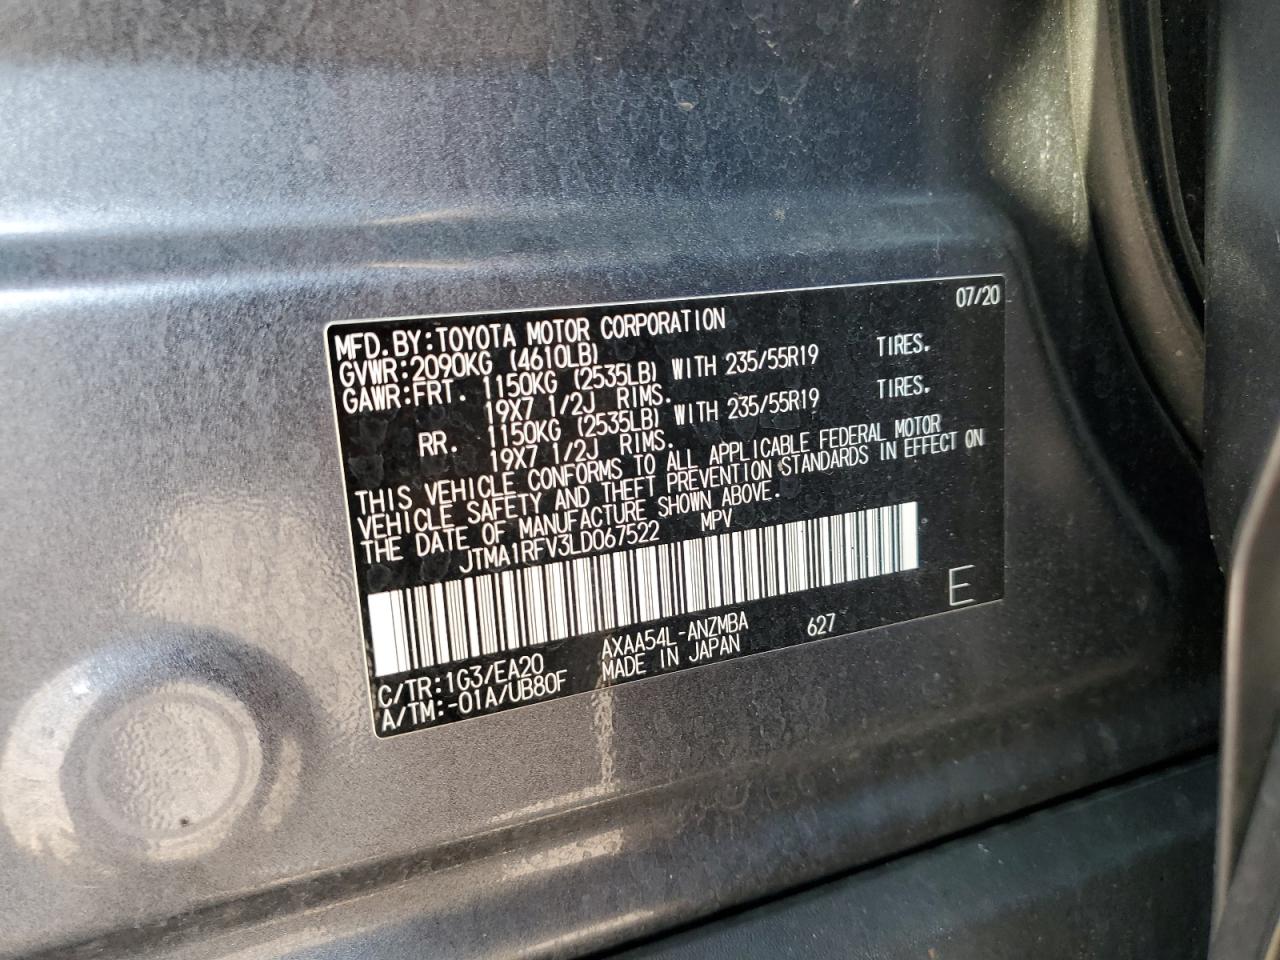 07/20
MFD.BY:TOYOTA MOTOR CORPORATION
GVWR:2090KG (4610LB)
GAWR:FRT. 1150KG (2535LB) WITH 235/55R19 TIRES.
19X7 1/2J RIMS.
RR. 1150KG (2535LB) WITH 235/55R19 TIRES.
19X7 1/2J RIMS.
THIS VEHICLE CONFORMS TO ALL APPLICABLE FEDERAL MOTOR
VEHICLE SAFETY AND THEFT PREVENTION STANDARDS IN EFFECT ON
THE DATE OF MANUFACTURE SHOWN ABOVE.
JTMA1RFV3LD067522 MPV
E
C/TR:1G3/EA20 AXAA54L-ANZMBA 627
A/TM:-01A/UB80F MADE IN JAPAN